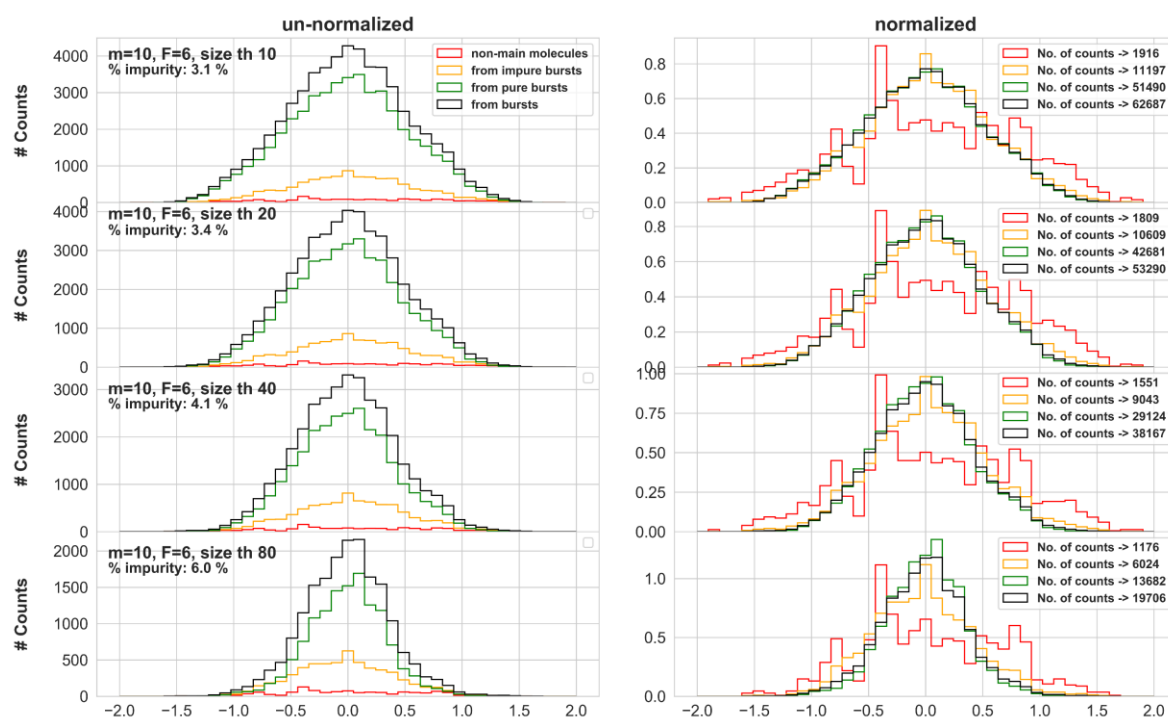 un-normalized
normalized
m=10, F=6, size th 10
% impurity: 3.1 %
non-main molecules
from impure bursts
from pure bursts
from bursts
# Counts
4000
3000
2000
1000
0
No. of counts -> 1916
No. of counts -> 11197
No. of counts -> 51490
No. of counts -> 62687
# Counts
0.8
0.6
0.4
0.2
0.0
m=10, F=6, size th 20
% impurity: 3.4 %
# Counts
4000
3000
2000
1000
0
No. of counts -> 1809
No. of counts -> 10609
No. of counts -> 42681
No. of counts -> 53290
# Counts
0.8
0.6
0.4
0.2
0.0
m=10, F=6, size th 40
% impurity: 4.1 %
# Counts
3000
2000
1000
0
No. of counts -> 1551
No. of counts -> 9043
No. of counts -> 29124
No. of counts -> 38167
# Counts
1.00
0.75
0.50
0.25
0.00
m=10, F=6, size th 80
% impurity: 6.0 %
# Counts
2000
1500
1000
500
0
−2.0 −1.5 −1.0 −0.5 0.0 0.5 1.0 1.5 2.0
No. of counts -> 1176
No. of counts -> 6024
No. of counts -> 13682
No. of counts -> 19706
# Counts
1.0
0.5
0.0
−2.0 −1.5 −1.0 −0.5 0.0 0.5 1.0 1.5 2.0